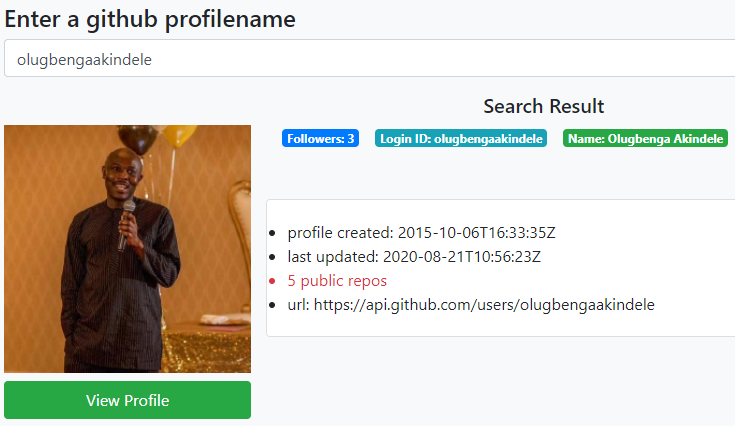 Enter a github profilename
olugbengaakindele
Search Result
Followers: 3 Login ID: olugbengaakindele Name: Olugbenga Akindele
profile created: 2015-10-06T16:33:35Z
last updated: 2020-08-21T10:56:23Z
5 public repos
url: https://api.github.com/users/olugbengaakindele
View Profile